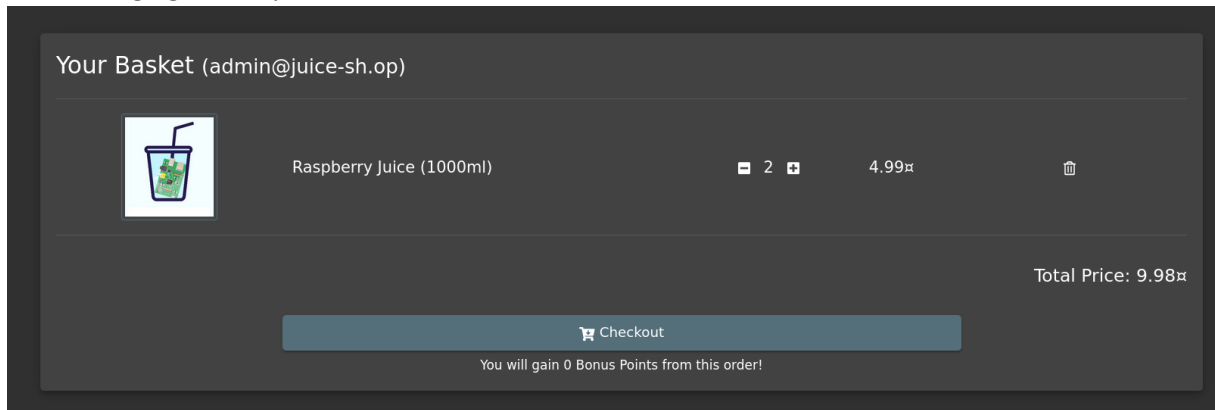 Your Basket (admin@juice-sh.op)
Raspberry Juice (1000ml) 2 4.99¤
Total Price: 9.98¤
Checkout
You will gain 0 Bonus Points from this order!